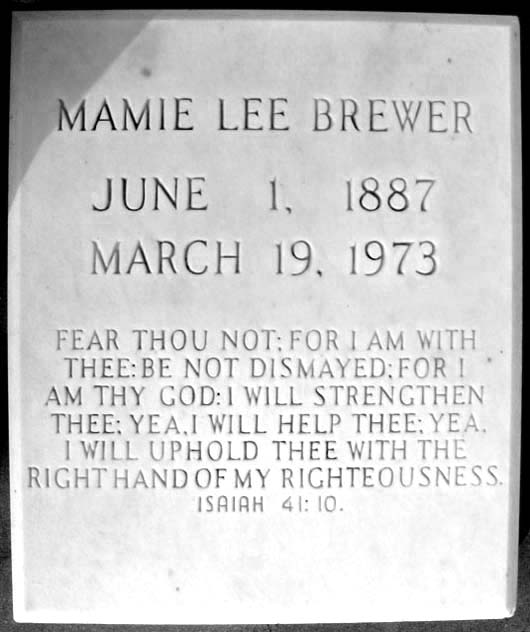 MAMIE LEE BREWER
JUNE 1, 1887
MARCH 19, 1973
FEAR THOU NOT; FOR I AM WITH
THEE: BE NOT DISMAYED; FOR I
AM THY GOD: I WILL STRENGTHEN
THEE; YEA, I WILL HELP THEE; YEA,
I WILL UPHOLD THEE WITH THE
RIGHT HAND OF MY RIGHTEOUSNESS.
ISAIAH 41:10.